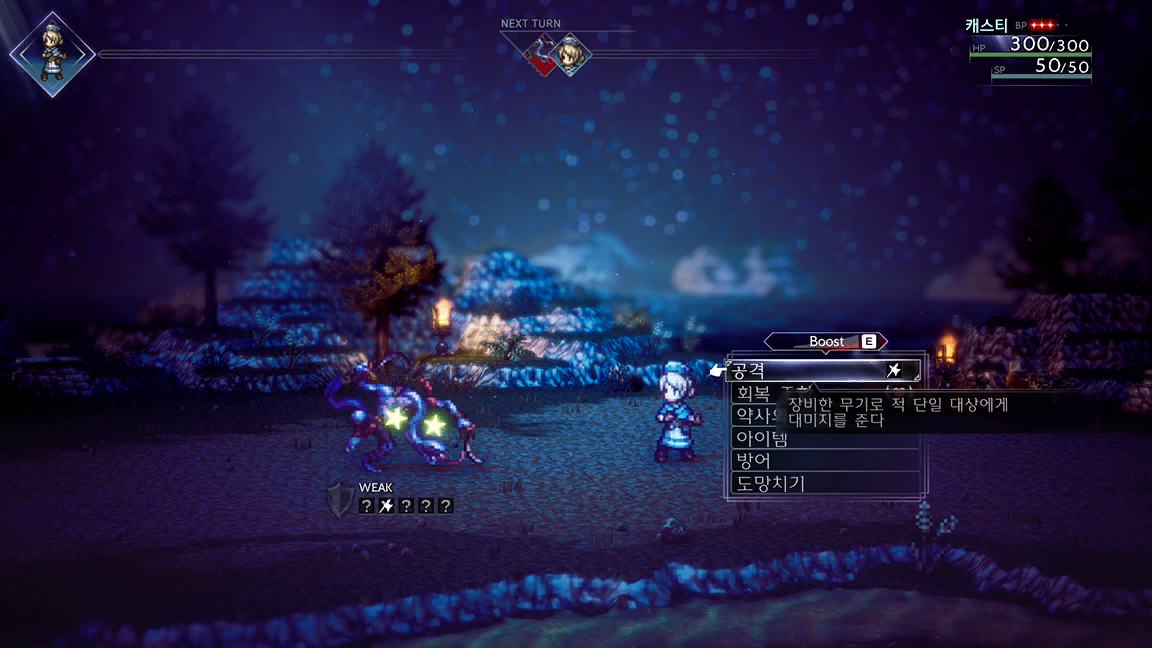 NEXT TURN
캐스티 BP
HP 300/300
SP 50/50
Boost E
공격
회복
약사의
장비한 무기로 적 단일 대상에게
대미지를 준다
아이템
방어
도망치기
WEAK
? ? ? ?